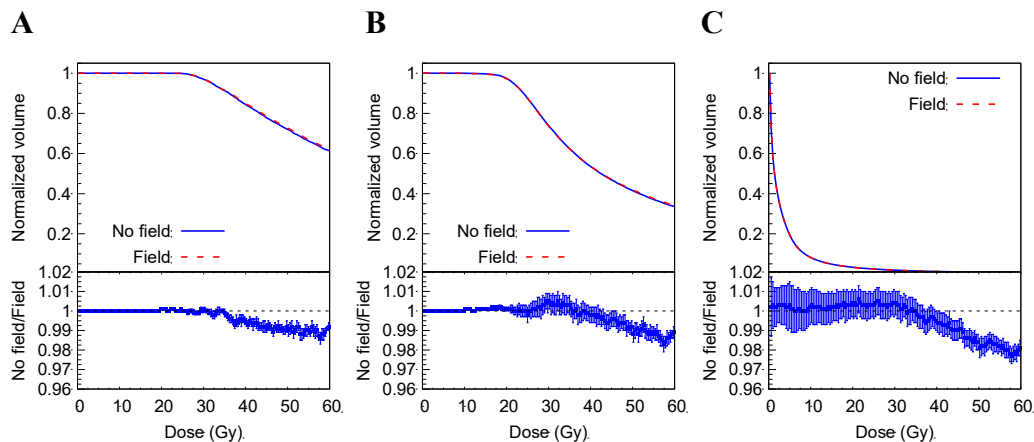 A
B
C
Normalized volume
1
0.8
0.6
0.4
0.2
No field:
Field:
No field/Field
1.02
1.01
1
0.99
0.98
0.97
0.96
0 10 20 30 40 50 60.
Dose (Gy).
Normalized volume
1
0.8
0.6
0.4
0.2
No field:
Field:
No field/Field
1.02
1.01
1
0.99
0.98
0.97
0.96
0 10 20 30 40 50 60.
Dose (Gy).
Normalized volume
1
0.8
0.6
0.4
0.2
No field:
Field:
No field/Field
1.02
1.01
1
0.99
0.98
0.97
0.96
0 10 20 30 40 50 60.
Dose (Gy).